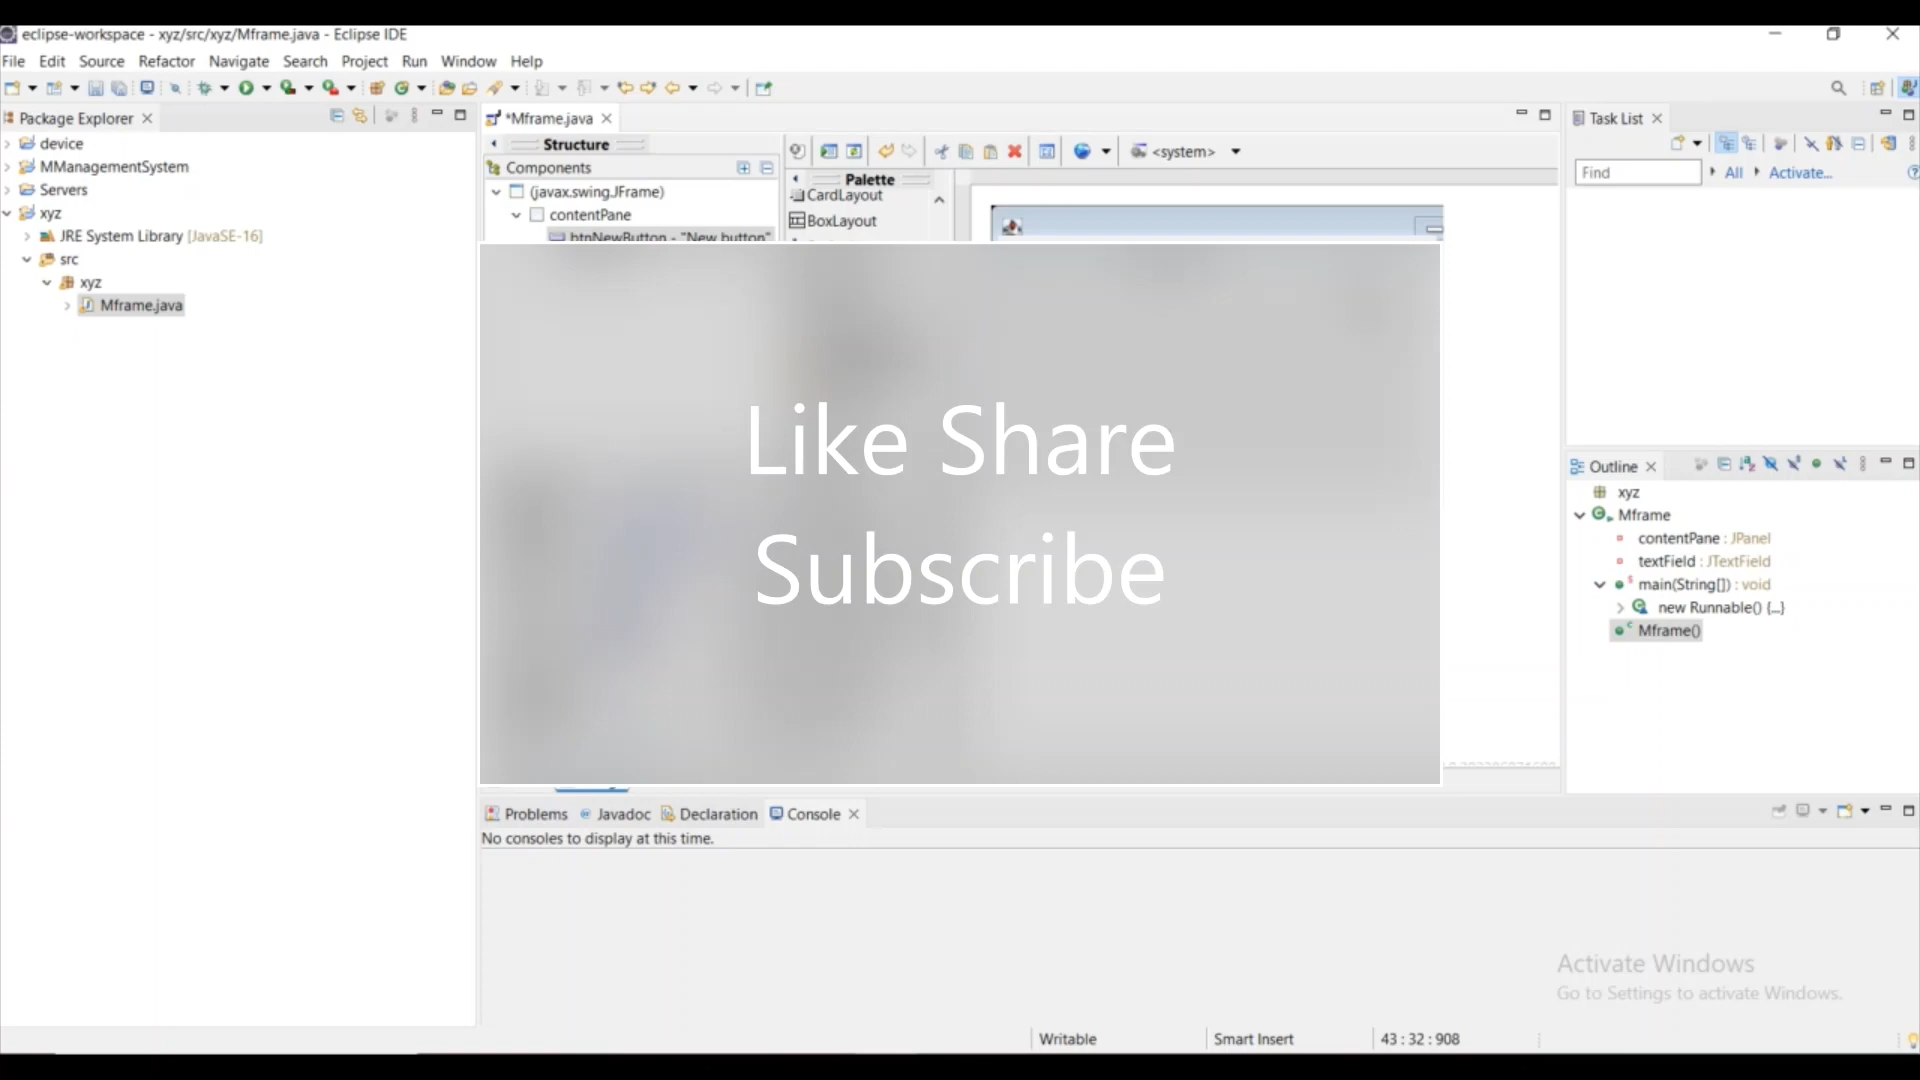 eclipse-workspace - xyz/src/xyz/Mframe.java - Eclipse IDE
File Edit Source Refactor Navigate Search Project Run Window Help
Package Explorer
device
MManagementSystem
Servers
xyz
JRE System Library [JavaSE-16]
src
xyz
Mframe.java
*Mframe.java
Structure
Components
(javax.swing.JFrame)
contentPane
btnNewButton - "New button"
<system>
Palette
CardLayout
BoxLayout
Like Share
Subscribe
Task List
Find
All
Activate...
Outline
xyz
Mframe
contentPane : JPanel
textField : JTextField
main(String[]) : void
new Runnable() {...}
Mframe()
Problems
Javadoc
Declaration
Console
No consoles to display at this time.
Activate Windows
Go to Settings to activate Windows.
Writable
Smart Insert
43 : 32 : 908